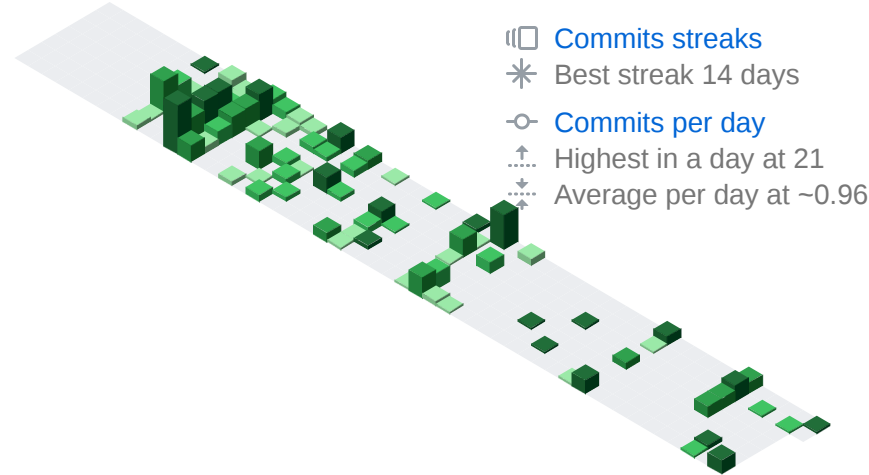 Commits streaks
Best streak 14 days
Commits per day
Highest in a day at 21
Average per day at ~0.96